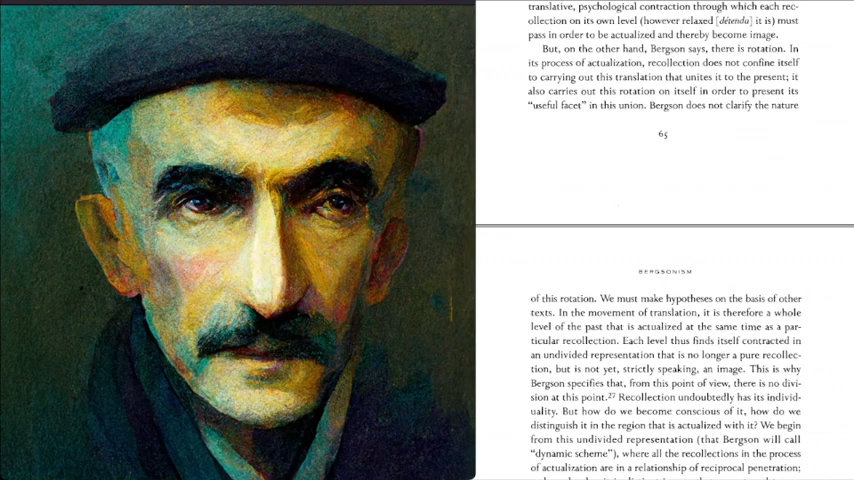 translative, psychological contraction through which each rec-
ollection on its own level (however relaxed [détendu] it is) must
pass in order to be actualized and thereby become image.
But, on the other hand, Bergson says, there is rotation. In
its process of actualization, recollection does not confine itself
to carrying out this translation that unites it to the present; it
also carries out this rotation on itself in order to present its
“useful facet” in this union. Bergson does not clarify the nature
65
BERGSONISM
of this rotation. We must make hypotheses on the basis of other
texts. In the movement of translation, it is therefore a whole
level of the past that is actualized at the same time as a par-
ticular recollection. Each level thus finds itself contracted in
an undivided representation that is no longer a pure recollec-
tion, but is not yet, strictly speaking, an image. This is why
Bergson specifies that, from this point of view, there is no divi-
sion at this point.27 Recollection undoubtedly has its individ-
uality. But how do we become conscious of it, how do we
distinguish it in the region that is actualized with it? We begin
from this undivided representation (that Bergson will call
“dynamic scheme”), where all the recollections in the process
of actualization are in a relationship of reciprocal penetration;